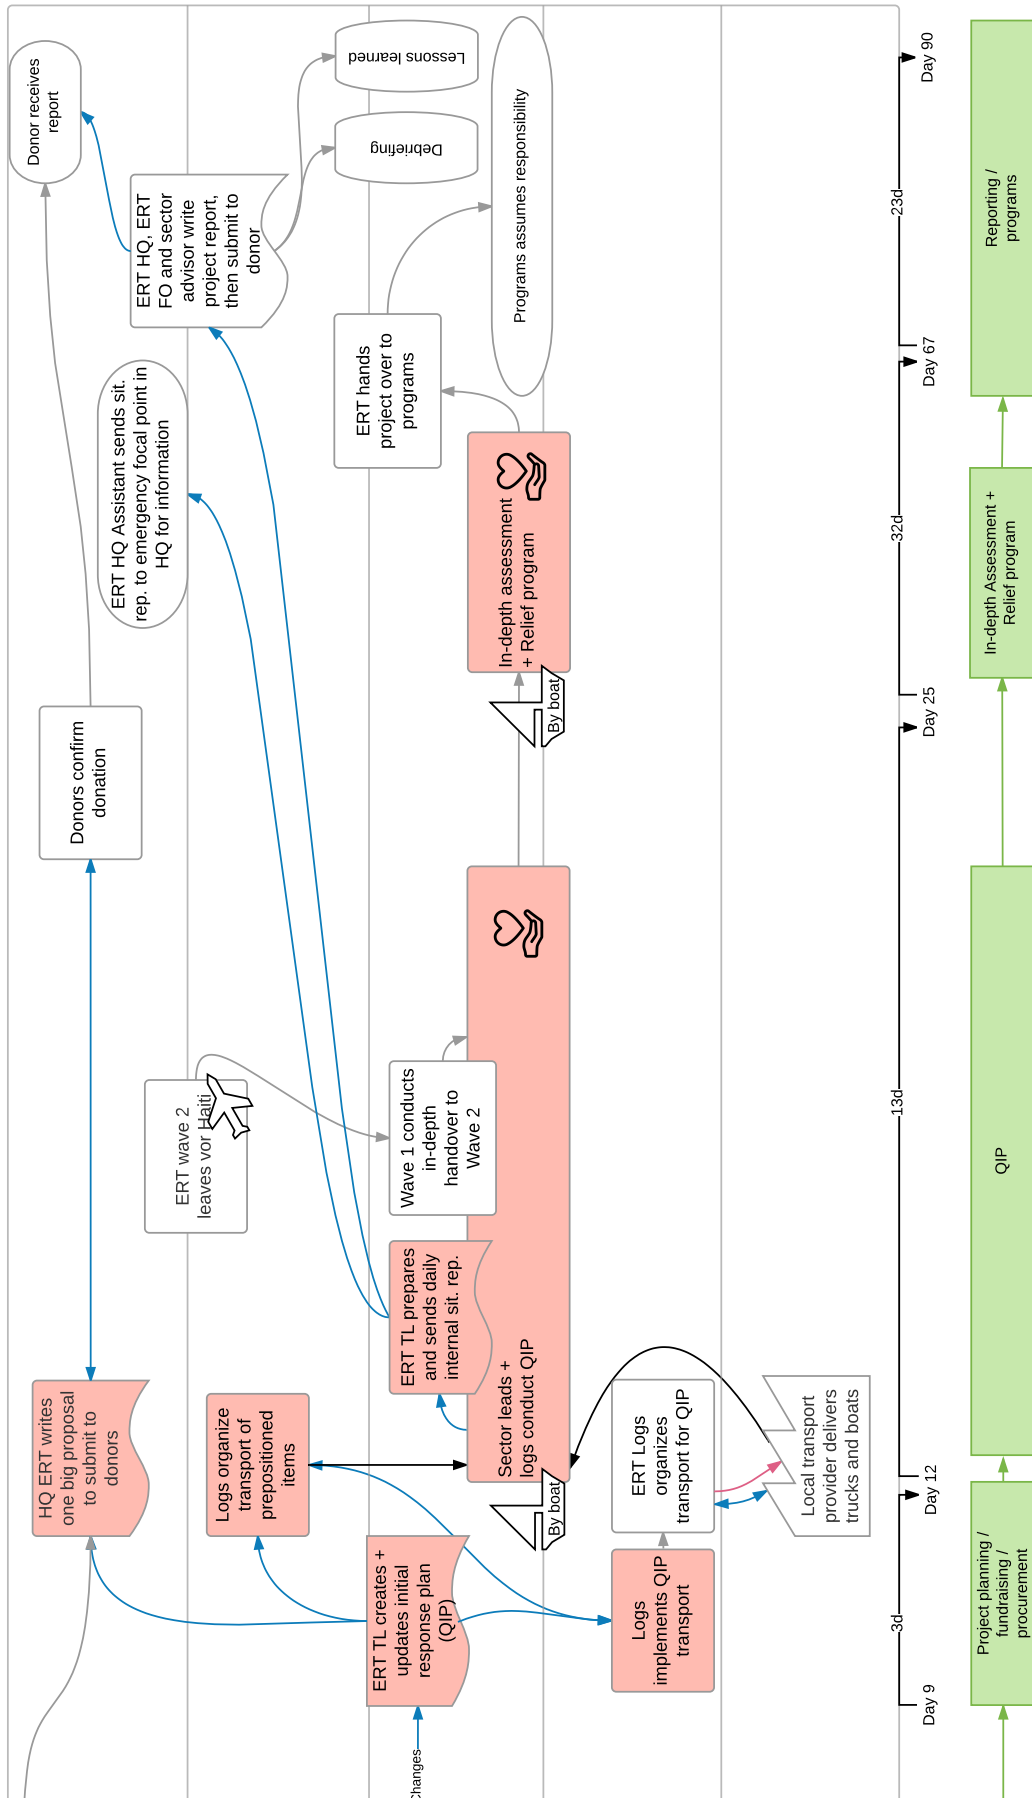 Donor receives
report
Donors confirm
donation
HQ ERT writes
one big proposal
to submit to
donors
ERT HQ, ERT
FO and sector
advisor write
project report,
then submit to
donor
ERT HQ Assistant sends sit.
rep. to emergency focal point in
HQ for information
ERT wave 2
leaves vor Haiti
Logs organize
transport of
prepositioned
items
Lessons learned
Debriefing
ERT hands
project over to
programs
Wave 1 conducts
in-depth
handover to
Wave 2
ERT TL prepares
and sends daily
internal sit. rep.
ERT TL creates +
updates initial
response plan
(QIP)
Changes
Programs assumes responsibility
In-depth assessment
+ Relief program
By boat
Sector leads +
logs conduct QIP
By boat
ERT Logs
organizes
transport for QIP
Logs
implements QIP
transport
Local transport
provider delivers
trucks and boats
Day 9
3d
Day 12
13d
Day 25
32d
Day 67
23d
Day 90
Project planning /
fundraising /
procurement
QIP
In-depth Assessment +
Relief program
Reporting /
programs